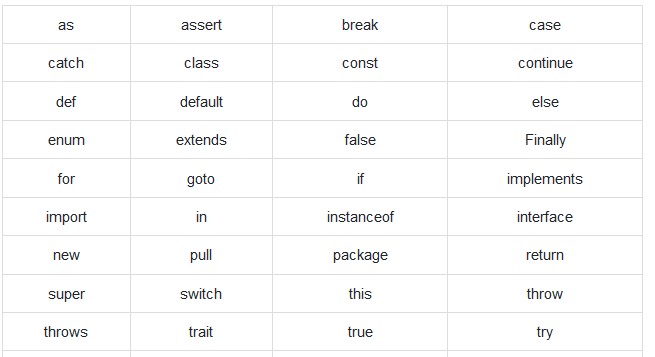 as assert break case
catch class const continue
def default do else
enum extends false Finally
for goto if implements
import in instanceof interface
new pull package return
super switch this throw
throws trait true try